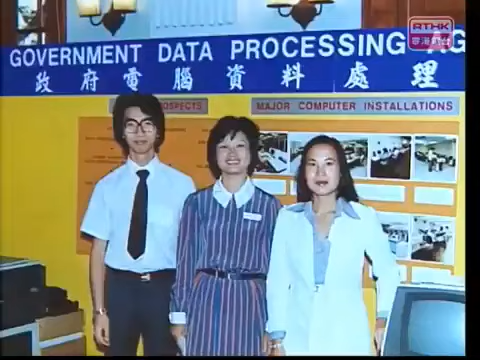 RTHK
香港電台
GOVERNMENT DATA PROCESSING
政府電腦資料處理
PROSPECTS
MAJOR COMPUTER INSTALLATIONS